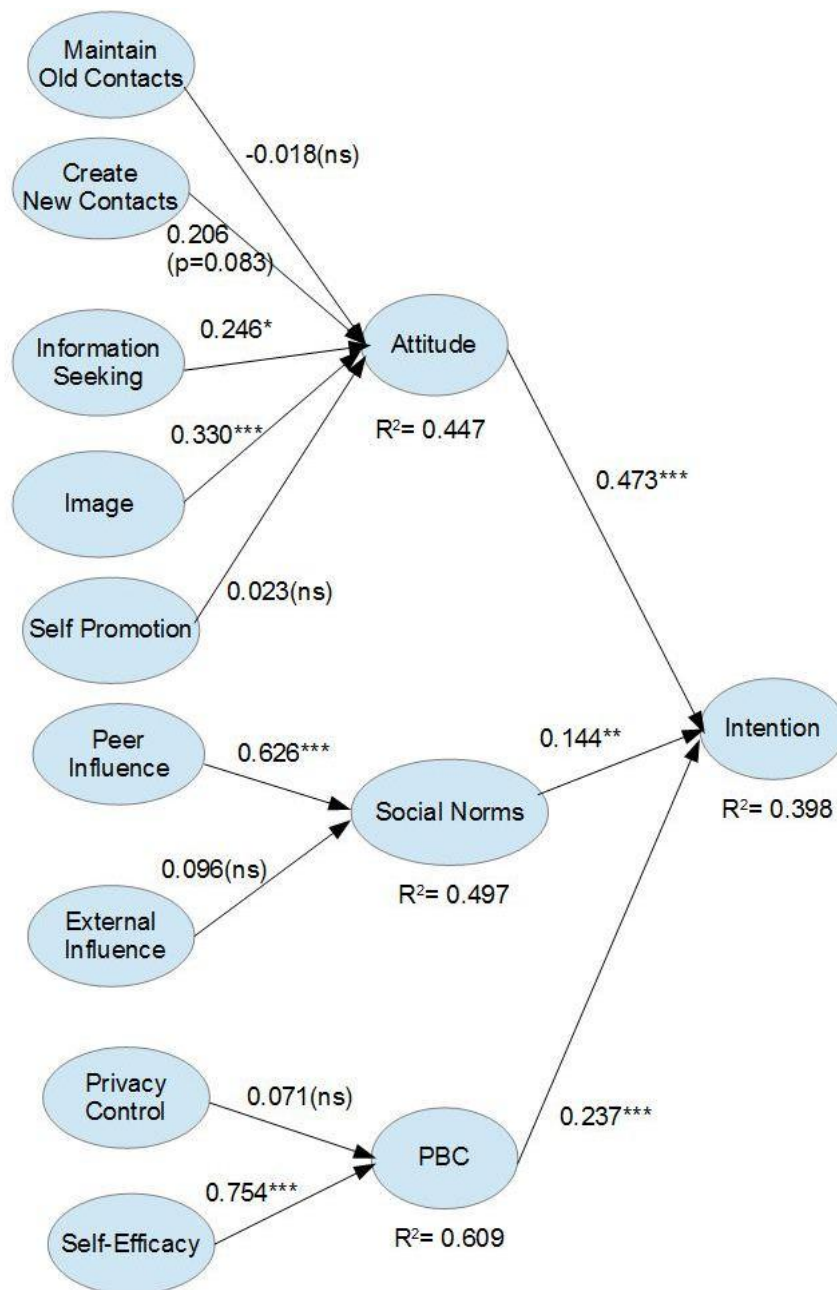 Maintain
Old Contacts
-0.018(ns)
Create
New Contacts
0.206
(p=0.083)
Information
Seeking
0.246*
Attitude
R²= 0.447
Image
0.330***
0.473***
Self Promotion
0.023(ns)
Peer
Influence
0.626***
Social Norms
R²= 0.497
0.144**
Intention
R²= 0.398
External
Influence
0.096(ns)
Privacy
Control
0.071(ns)
PBC
R²= 0.609
0.237***
Self-Efficacy
0.754***